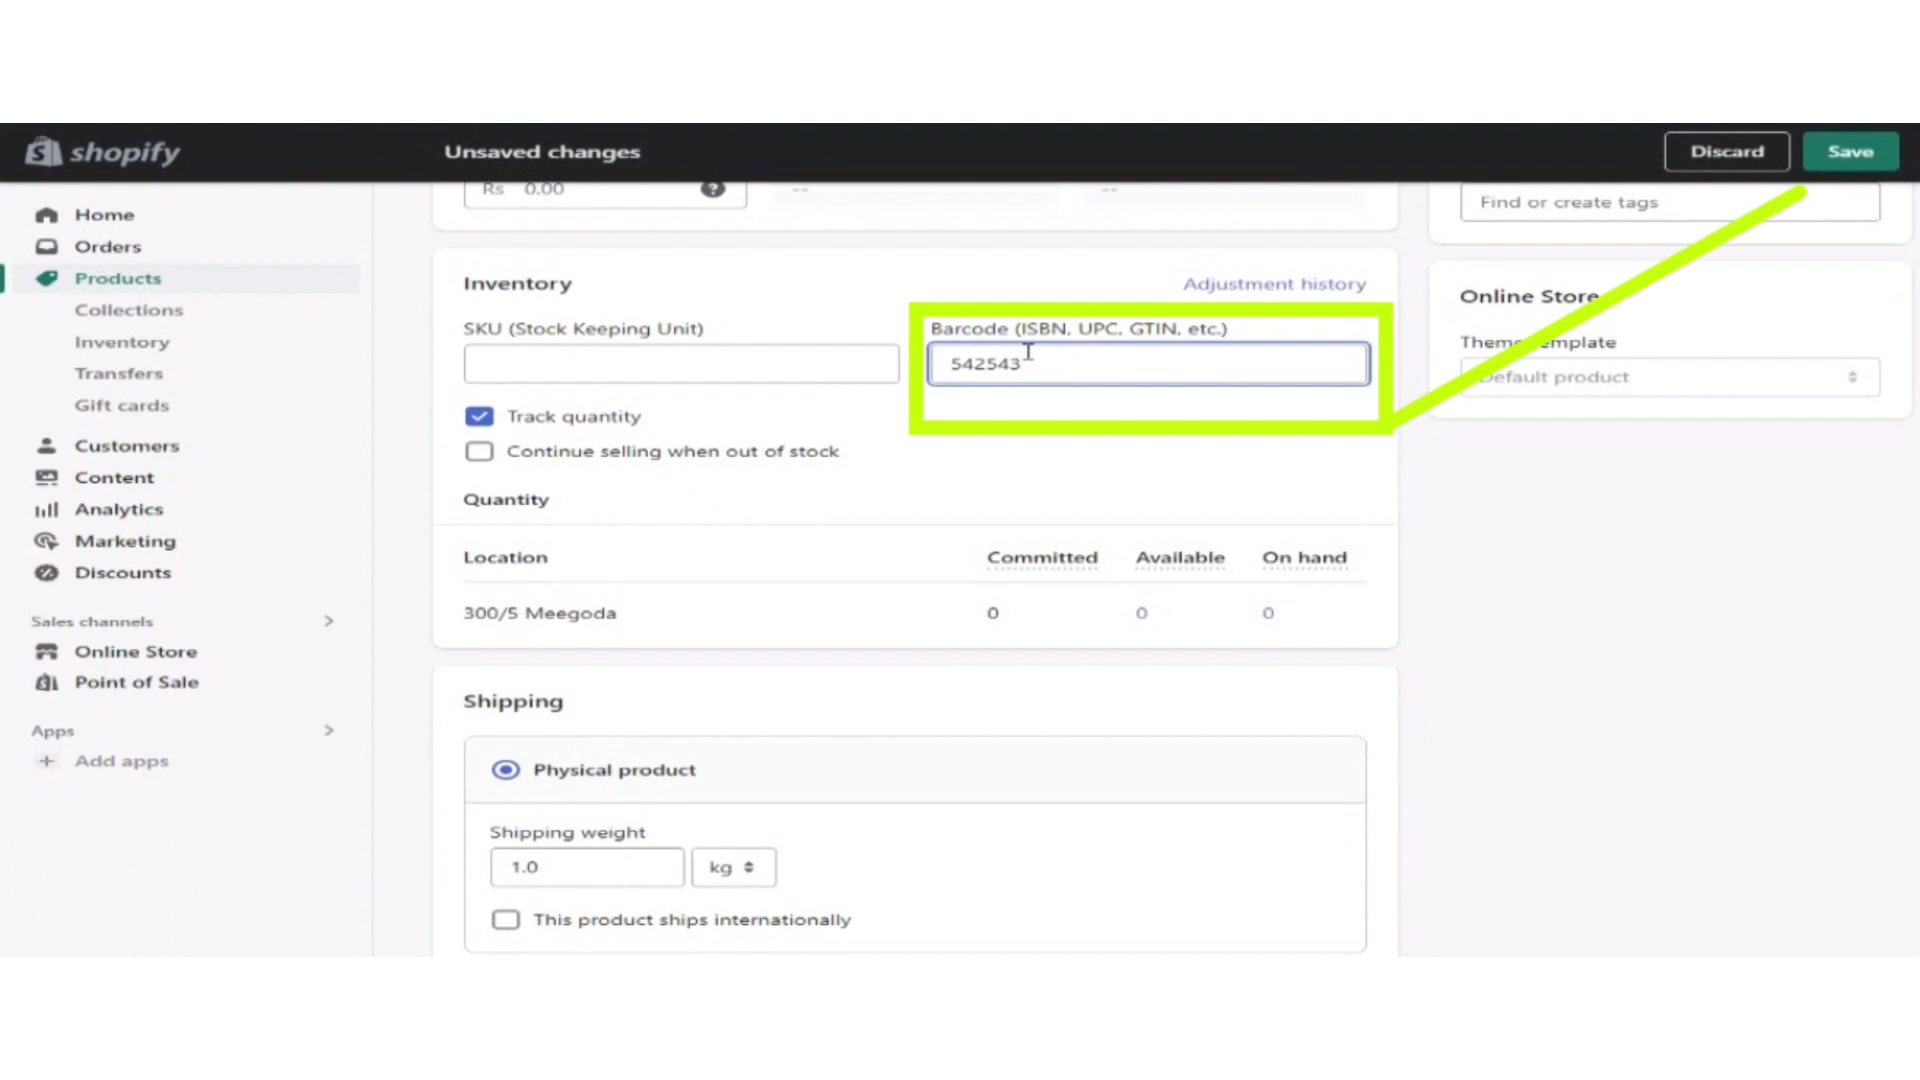 shopify
Unsaved changes
Discard
Save
Home
Orders
Products
Collections
Inventory
Transfers
Gift cards
Customers
Content
Analytics
Marketing
Discounts
Sales channels
Online Store
Point of Sale
Apps
Add apps
Rs 0.00
--
--
Inventory
Adjustment history
SKU (Stock Keeping Unit)
Barcode (ISBN, UPC, GTIN, etc.)
542543
Track quantity
Continue selling when out of stock
Quantity
Location Committed Available On hand
300/5 Meegoda 0 0 0
Shipping
Physical product
Shipping weight
1.0 kg
This product ships internationally
Find or create tags
Online Store
Theme template
Default product